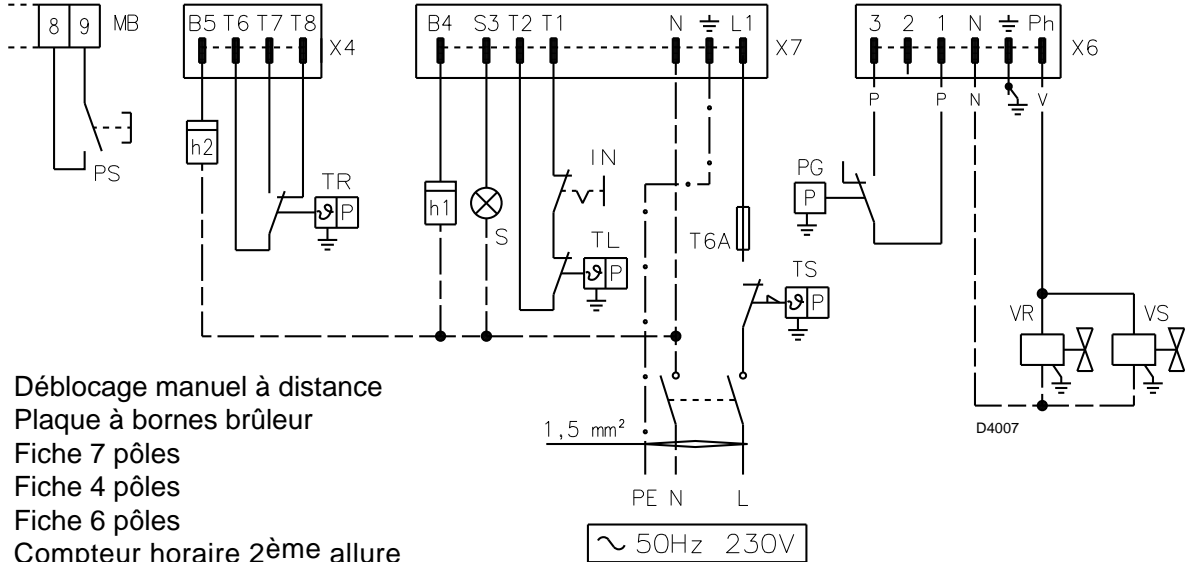 8 9 MB
B5 T6 T7 T8 X4
B4 S3 T2 T1 N L1 X7
3 2 1 N Ph X6
P P N V
h2
PS
TR
ϑ P
h1
S
IN
TL
ϑ P
T6A
TS
ϑ P
PG
P
VR VS
D4007
1,5 mm²
PE N L
~ 50Hz 230V
Déblocage manuel à distance
Plaque à bornes brûleur
Fiche 7 pôles
Fiche 4 pôles
Fiche 6 pôles
Compteur horaire 2ème allure